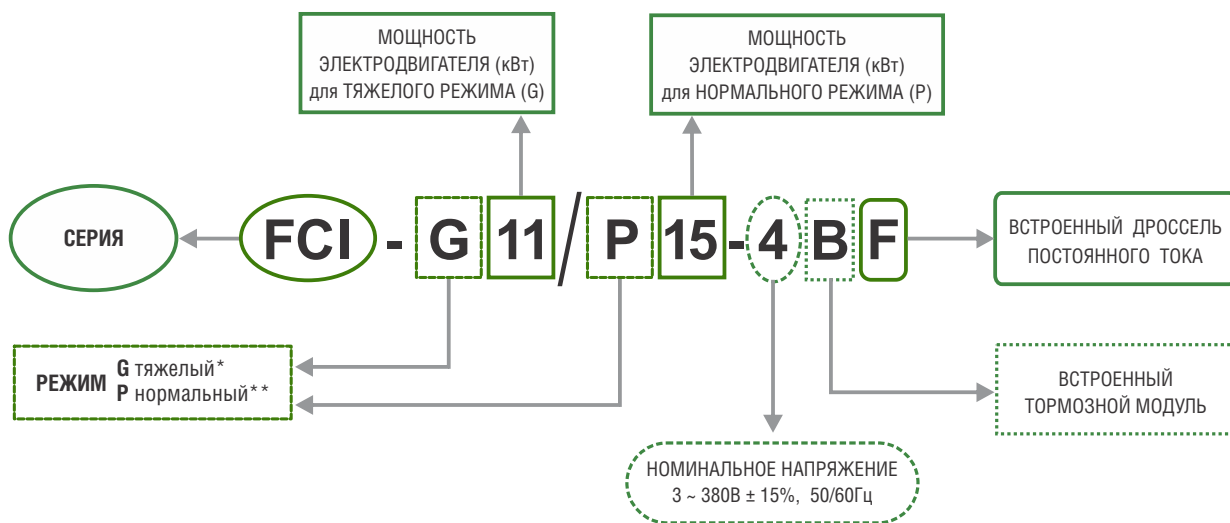 МОЩНОСТЬ
ЭЛЕКТРОДВИГАТЕЛЯ (кВт)
для ТЯЖЕЛОГО РЕЖИМА (G)
МОЩНОСТЬ
ЭЛЕКТРОДВИГАТЕЛЯ (кВт)
для НОРМАЛЬНОГО РЕЖИМА (P)
СЕРИЯ
FCI - G 11 / P 15 - 4 B F
ВСТРОЕННЫЙ ДРОССЕЛЬ
ПОСТОЯННОГО ТОКА
РЕЖИМ G тяжелый*
P нормальный**
ВСТРОЕННЫЙ
ТОРМОЗНОЙ МОДУЛЬ
НОМИНАЛЬНОЕ НАПРЯЖЕНИЕ
3 ~ 380В ± 15%, 50/60Гц